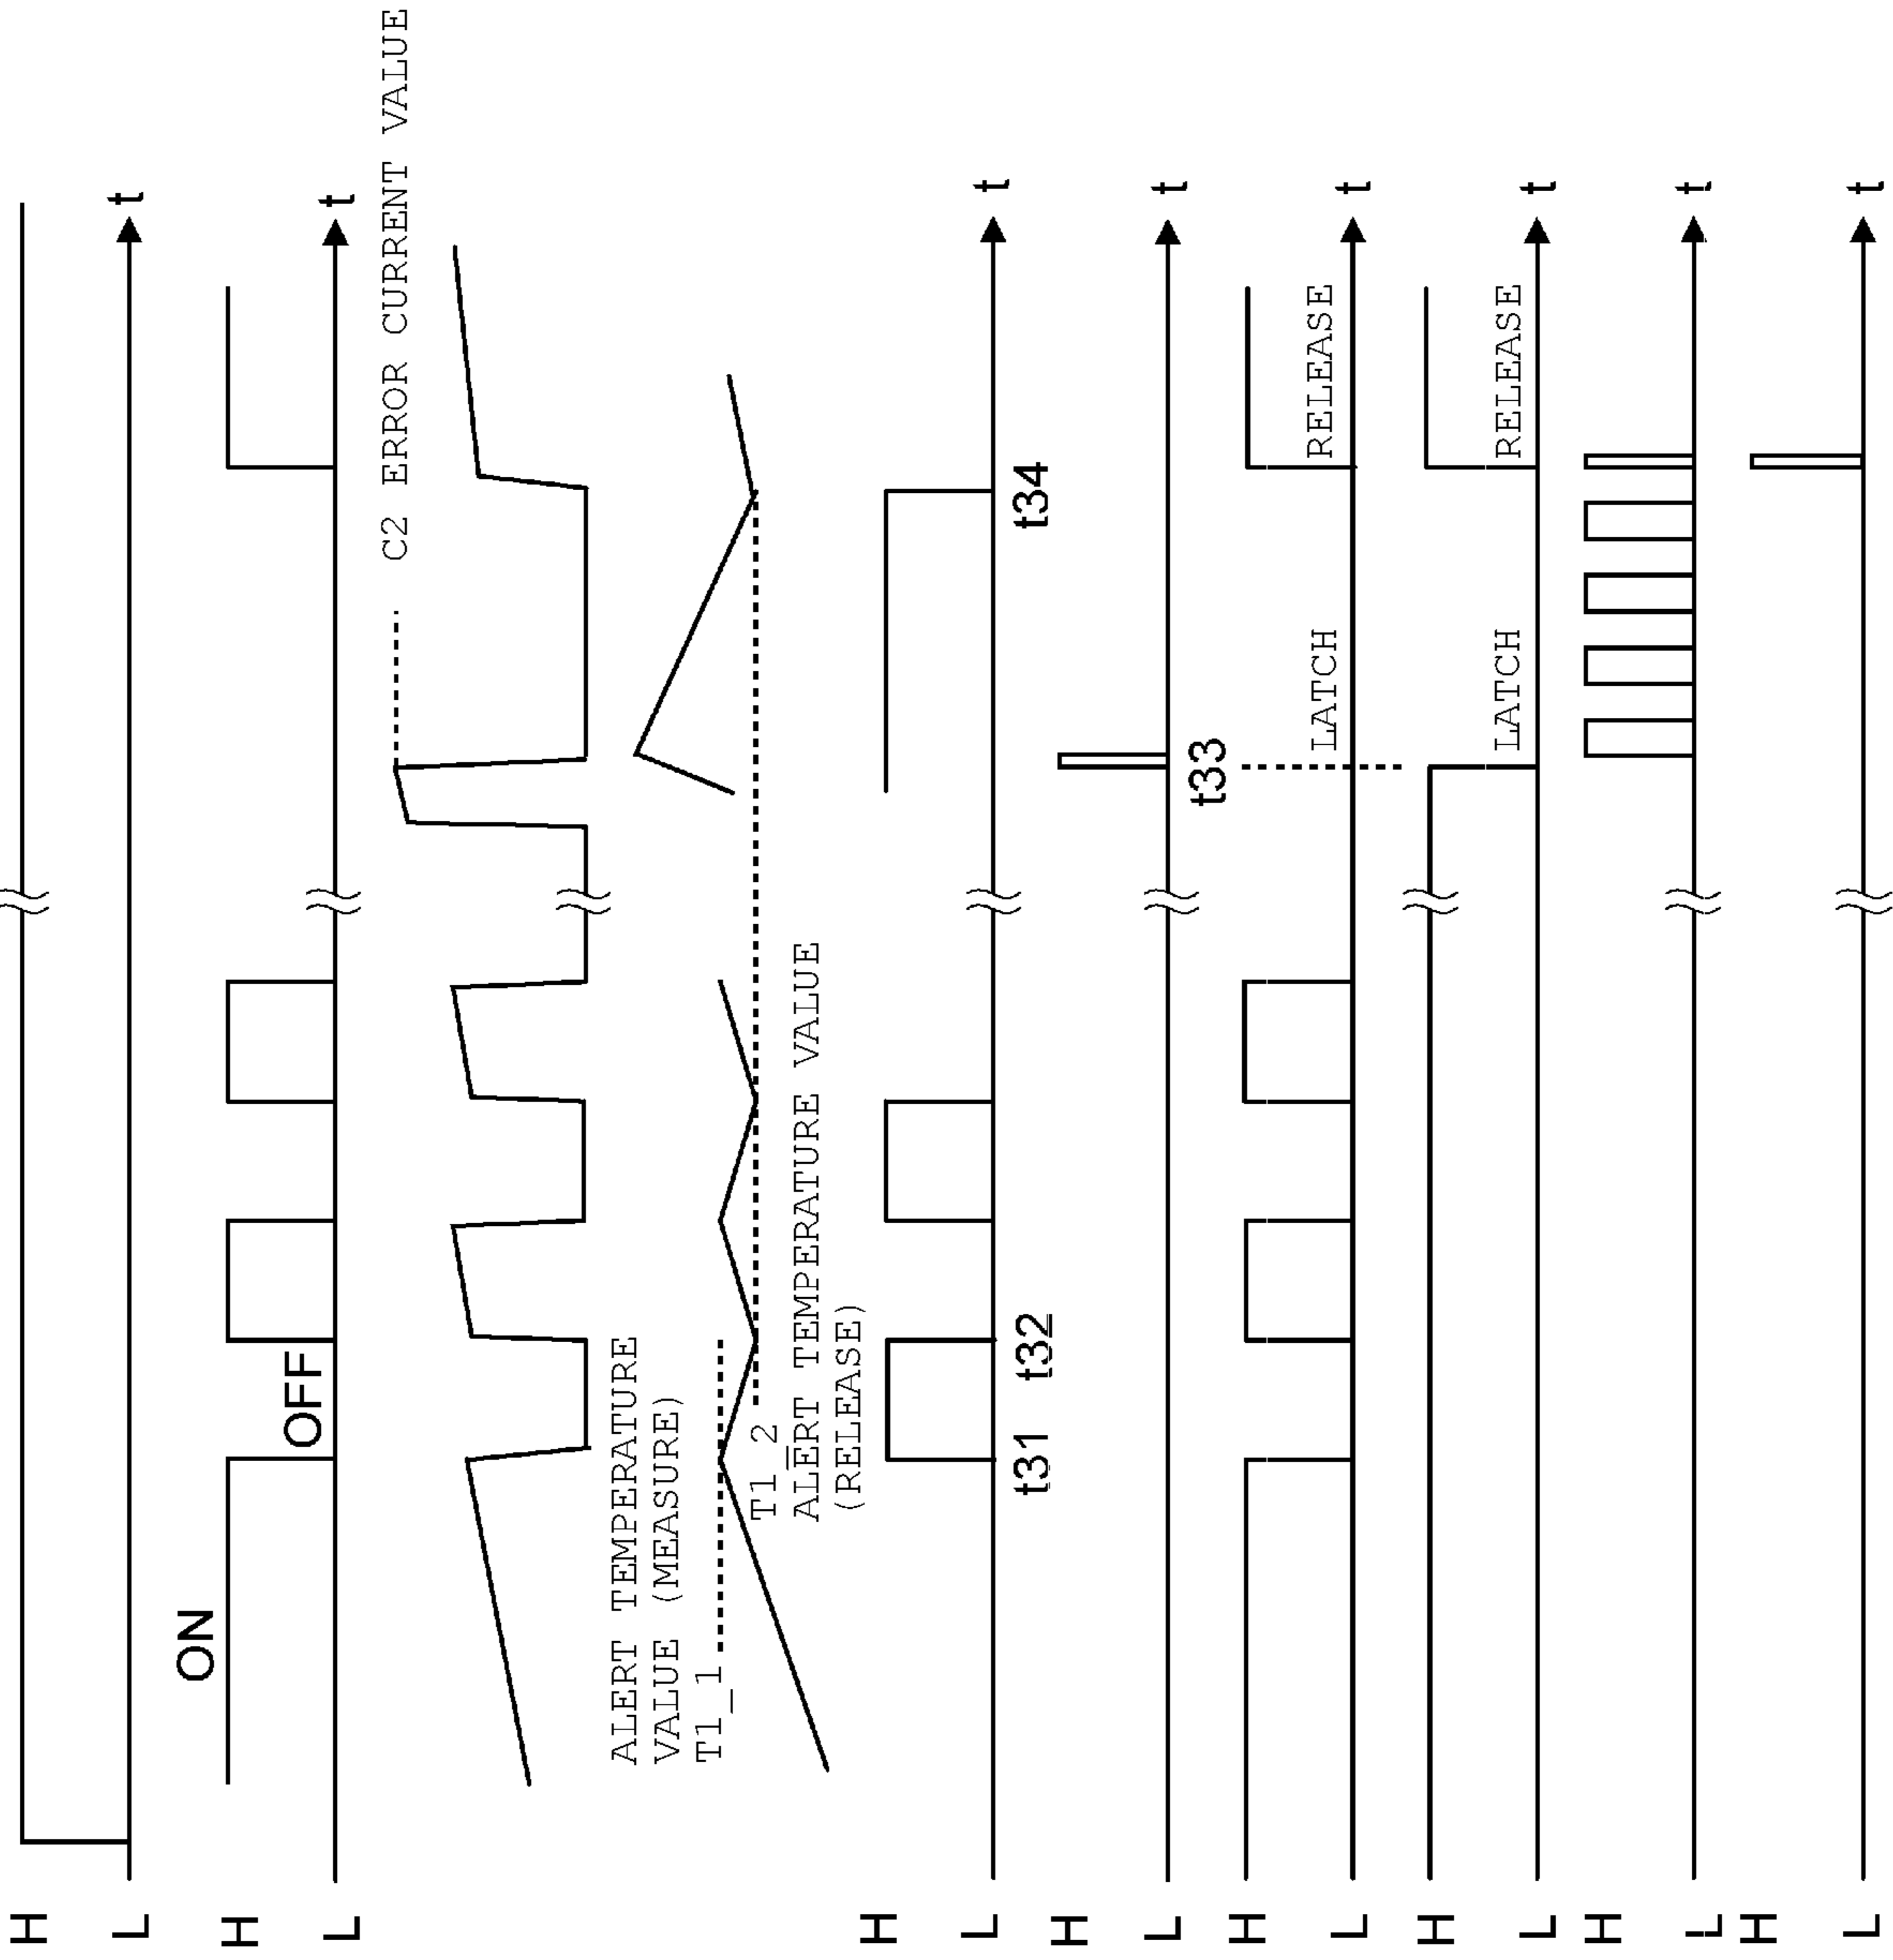 H
L
t
ON
OFF
H
L
t
C2 ERROR CURRENT VALUE
ALERT TEMPERATURE
VALUE (MEASURE)
T1_1
T1_2
ALERT TEMPERATURE VALUE
(RELEASE)
H
L
t
t31
t32
t34
H
L
t
t33
H
L
t
LATCH
RELEASE
H
L
t
LATCH
RELEASE
H
L
t
H
L
t